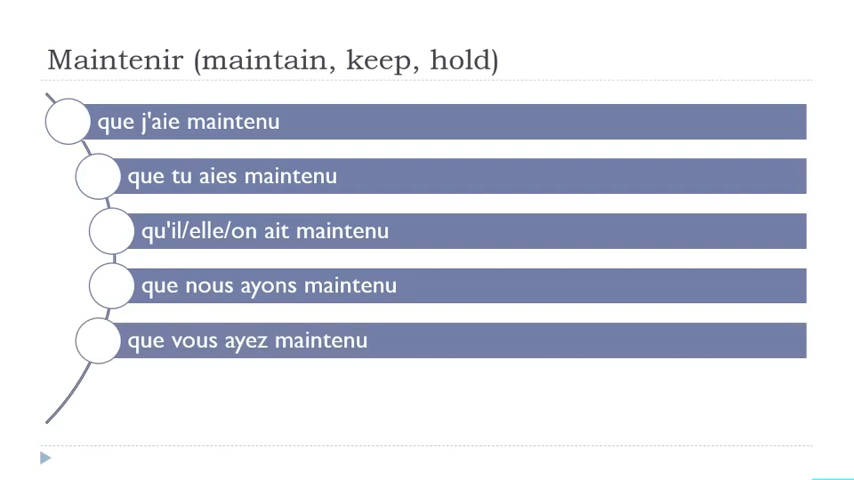 Maintenir (maintain, keep, hold)
que j'aie maintenu
que tu aies maintenu
qu'il/elle/on ait maintenu
que nous ayons maintenu
que vous ayez maintenu